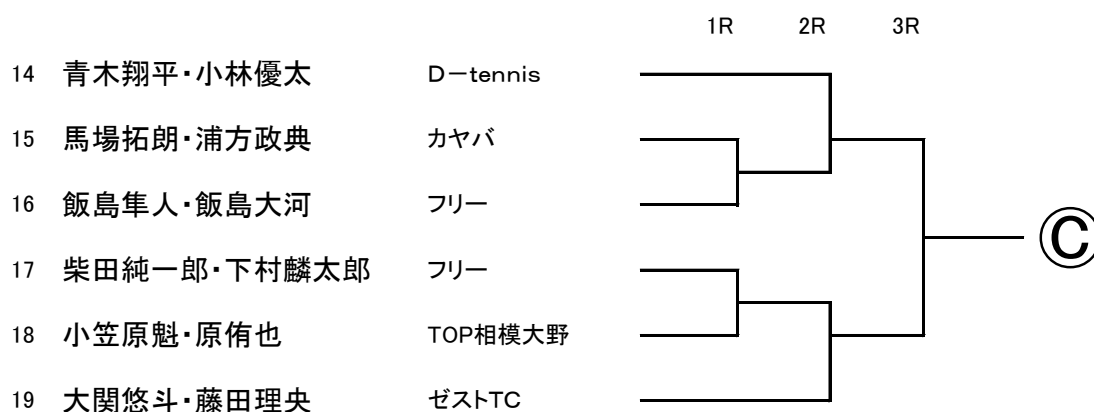 1R 2R 3R
14 青木翔平・小林優太 D−tennis
15 馬場拓朗・浦方政典 カヤバ
16 飯島隼人・飯島大河 フリー
Ⓒ
17 柴田純一郎・下村麟太郎 フリー
18 小笠原魁・原侑也 TOP相模大野
19 大関悠斗・藤田理央 ゼストTC